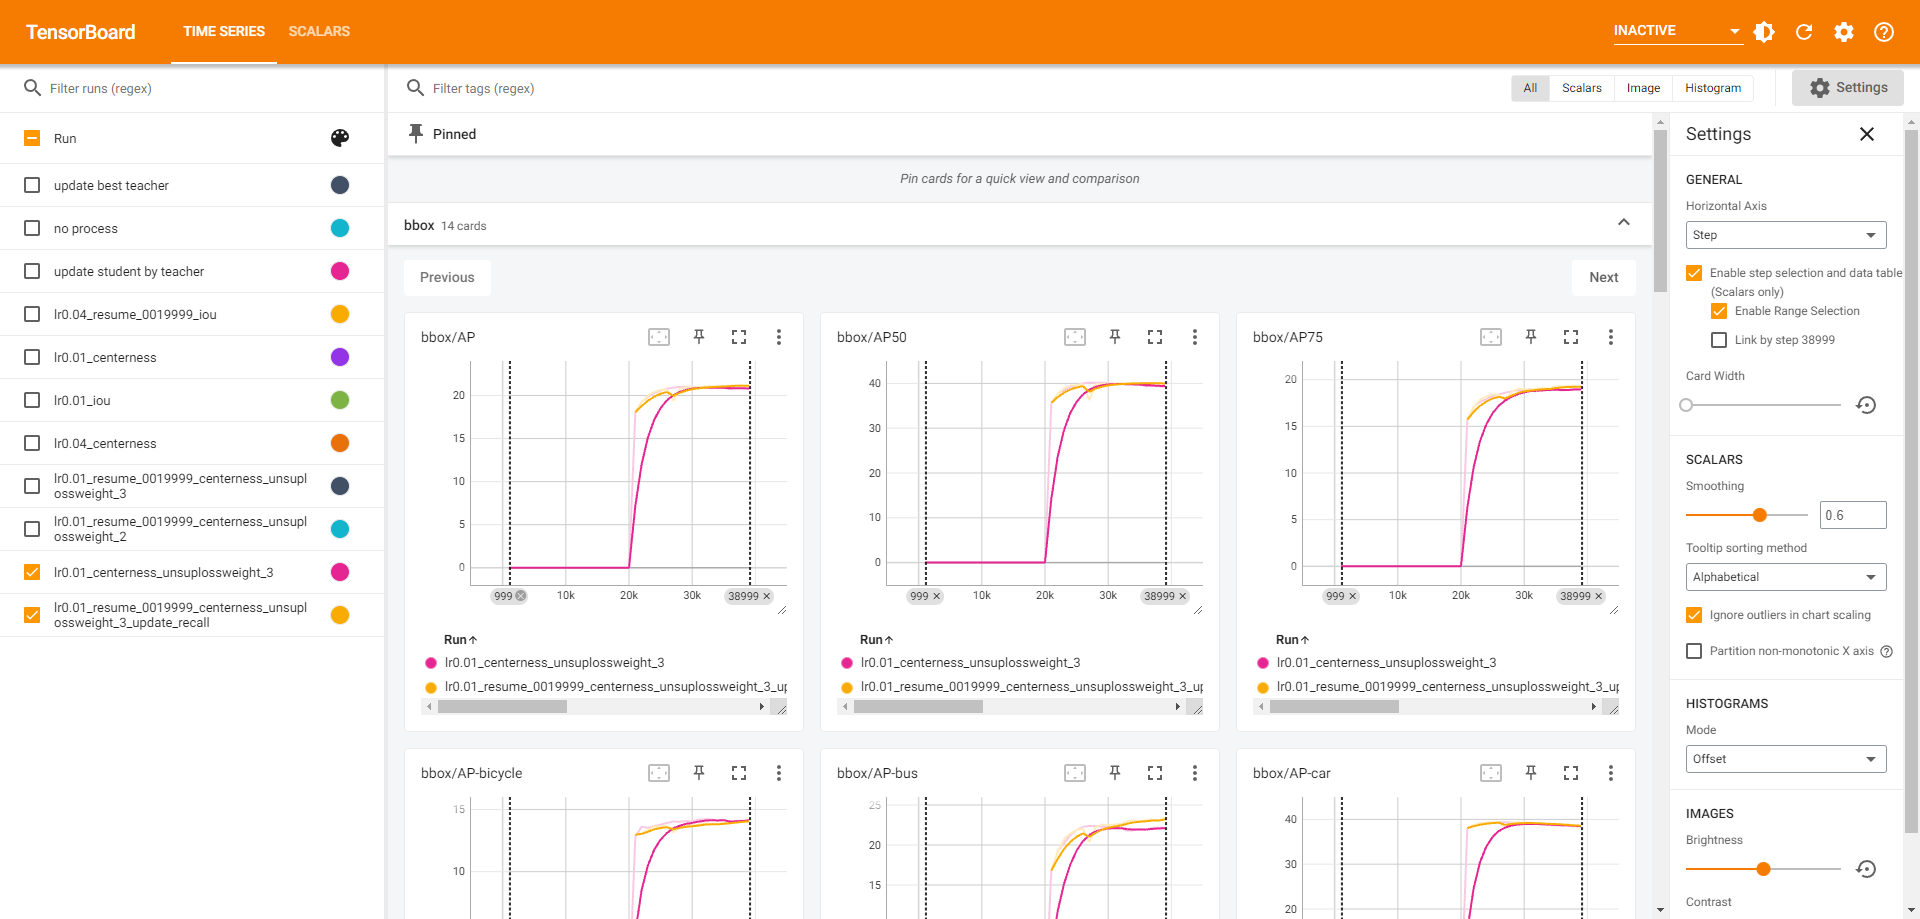 TensorBoard
TIME SERIES
SCALARS
INACTIVE
Filter runs (regex)
Run
update best teacher
no process
update student by teacher
lr0.04_resume_0019999_iou
lr0.01_centerness
lr0.01_iou
lr0.04_centerness
lr0.01_resume_0019999_centerness_unsupl
ossweight_3
lr0.01_resume_0019999_centerness_unsupl
ossweight_2
lr0.01_centerness_unsuplossweight_3
lr0.01_resume_0019999_centerness_unsupl
ossweight_3_update_recall
Filter tags (regex)
All
Scalars
Image
Histogram
Settings
Pinned
Pin cards for a quick view and comparison
bbox 14 cards
Previous
Next
bbox/AP
20
15
10
5
0
999
10k
20k
30k
38999
Run
lr0.01_centerness_unsuplossweight_3
lr0.01_resume_0019999_centerness_unsuplossweight_3_up
bbox/AP50
40
30
20
10
0
999
10k
20k
30k
38999
Run
lr0.01_centerness_unsuplossweight_3
lr0.01_resume_0019999_centerness_unsuplossweight_3_up
bbox/AP75
20
15
10
5
0
999
10k
20k
30k
38999
Run
lr0.01_centerness_unsuplossweight_3
lr0.01_resume_0019999_centerness_unsuplossweight_3_up
bbox/AP-bicycle
15
10
bbox/AP-bus
25
20
15
bbox/AP-car
40
30
20
Settings
GENERAL
Horizontal Axis
Step
Enable step selection and data table
(Scalars only)
Enable Range Selection
Link by step 38999
Card Width
SCALARS
Smoothing
0.6
Tooltip sorting method
Alphabetical
Ignore outliers in chart scaling
Partition non-monotonic X axis
HISTOGRAMS
Mode
Offset
IMAGES
Brightness
Contrast